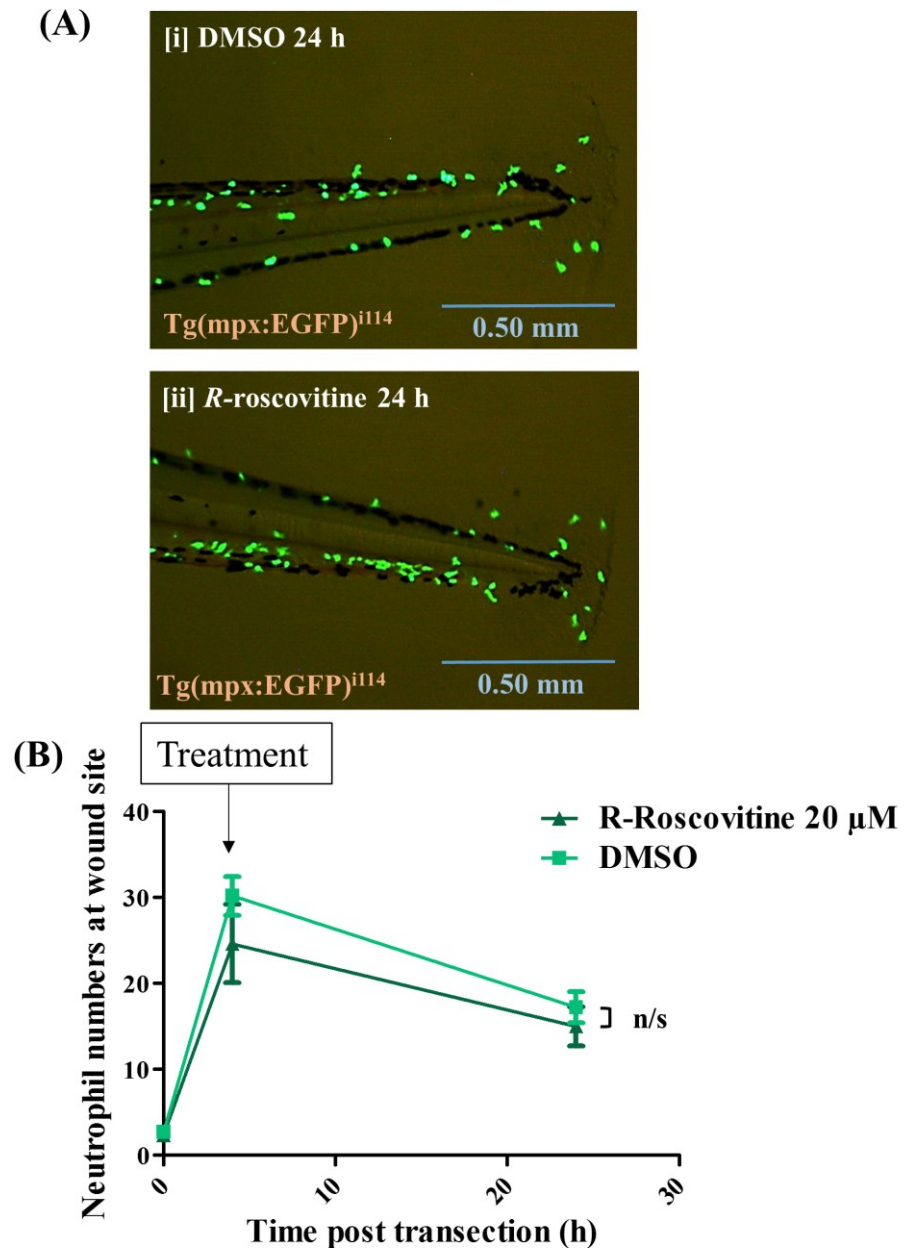 (A)
[i] DMSO 24 h
Tg(mpx:EGFP)i114
0.50 mm
[ii] R-roscovitine 24 h
Tg(mpx:EGFP)i114
0.50 mm
(B)
Treatment
Neutrophil numbers at wound site
40
30
20
10
0
R-Roscovitine 20 µM
DMSO
n/s
0
10
20
30
Time post transection (h)